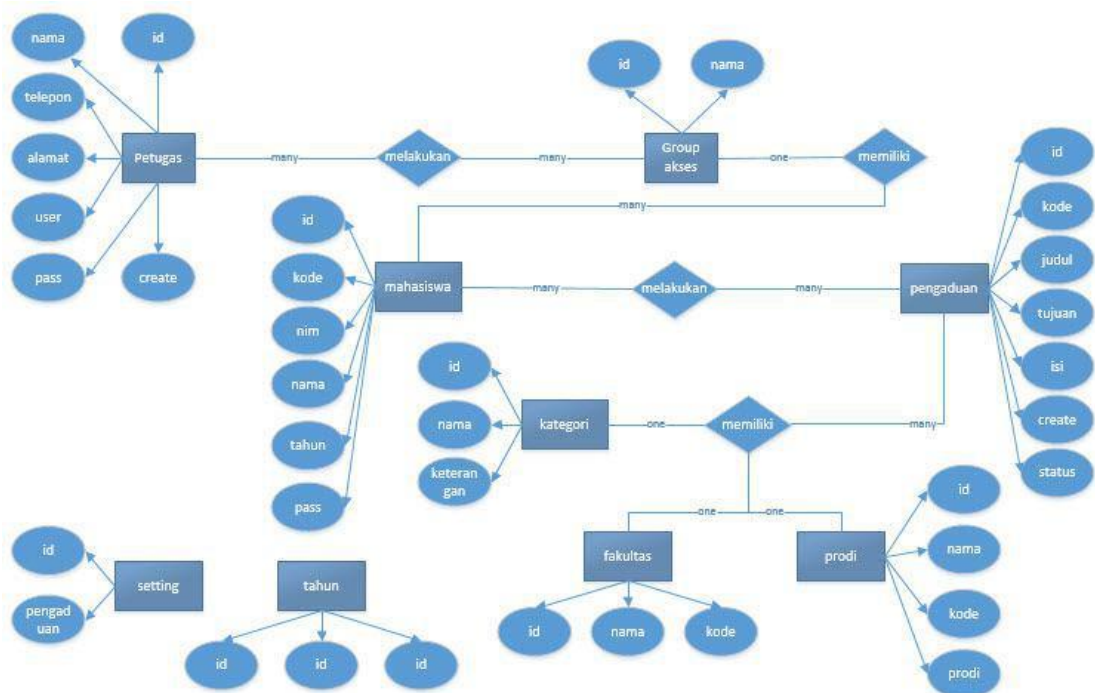 nama
id
telepon
alamat
user
pass
create
Petugas
many
melakukan
many
id
nama
Group
akses
one
memiliki
many
id
kode
nim
nama
tahun
pass
mahasiswa
many
melakukan
many
pengaduan
id
kode
judul
tujuan
isi
create
status
id
nama
keteran
gan
kategori
one
memiliki
many
one
one
fakultas
id
nama
kode
prodi
id
nama
kode
prodi
id
pengad
uan
setting
tahun
id
id
id